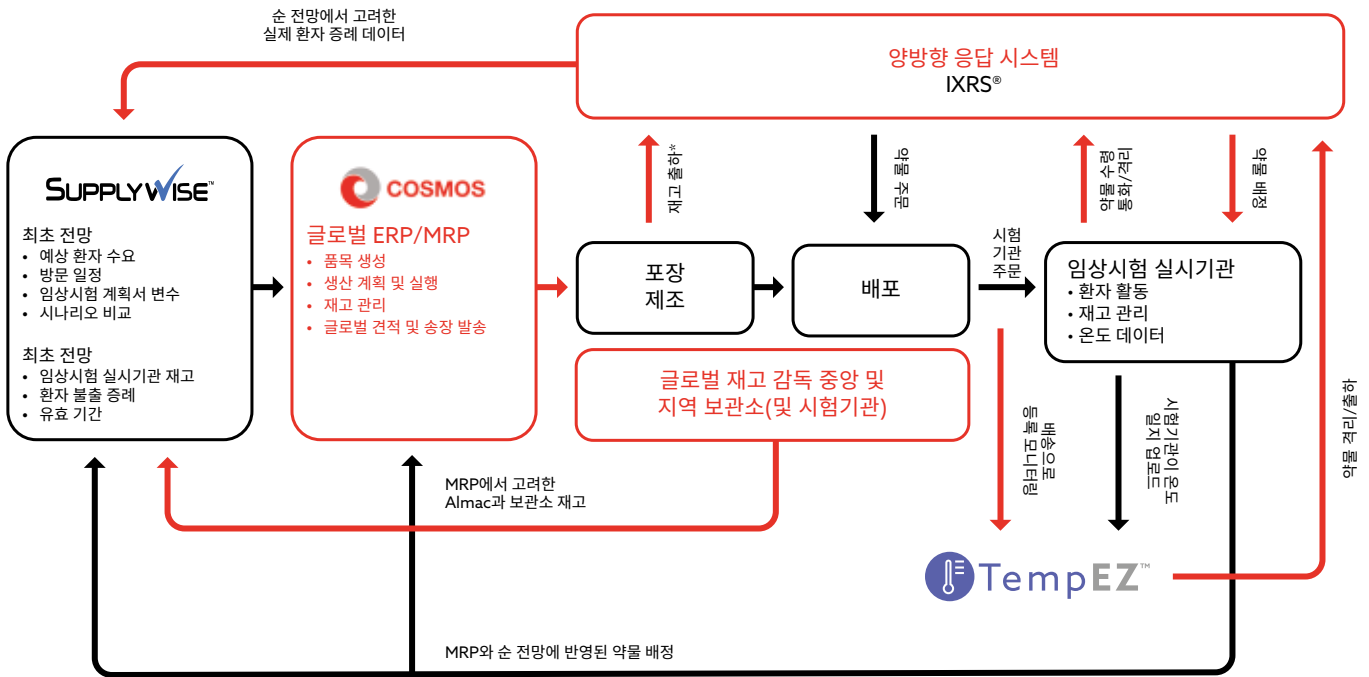 순 전망에서 고려한
실제 환자 증례 데이터
양방향 응답 시스템
IXRS®
재고 출하*
약물 주문
약물 수령
격리/화해
약물 배정
SUPPLYWISE™
최초 전망
• 예상 환자 수요
• 방문 일정
• 임상시험 계획서 변수
• 시나리오 비교
최초 전망
• 임상시험 실시기관 재고
• 환자 불출 증례
• 유효 기간
COSMOS
글로벌 ERP/MRP
• 품목 생성
• 생산 계획 및 실행
• 재고 관리
• 글로벌 견적 및 송장 발송
포장
제조
배포
시험
기관
주문
임상시험 실시기관
• 환자 활동
• 재고 관리
• 온도 데이터
글로벌 재고 감독 중앙 및
지역 보관소(및 시험기관)
배송으로
등록 모니터링
시험기관이 온도
일지 업로드
약물 격리/출하
MRP에서 고려한
Almac과 보관소 재고
TempEZ™
MRP와 순 전망에 반영된 약물 배정